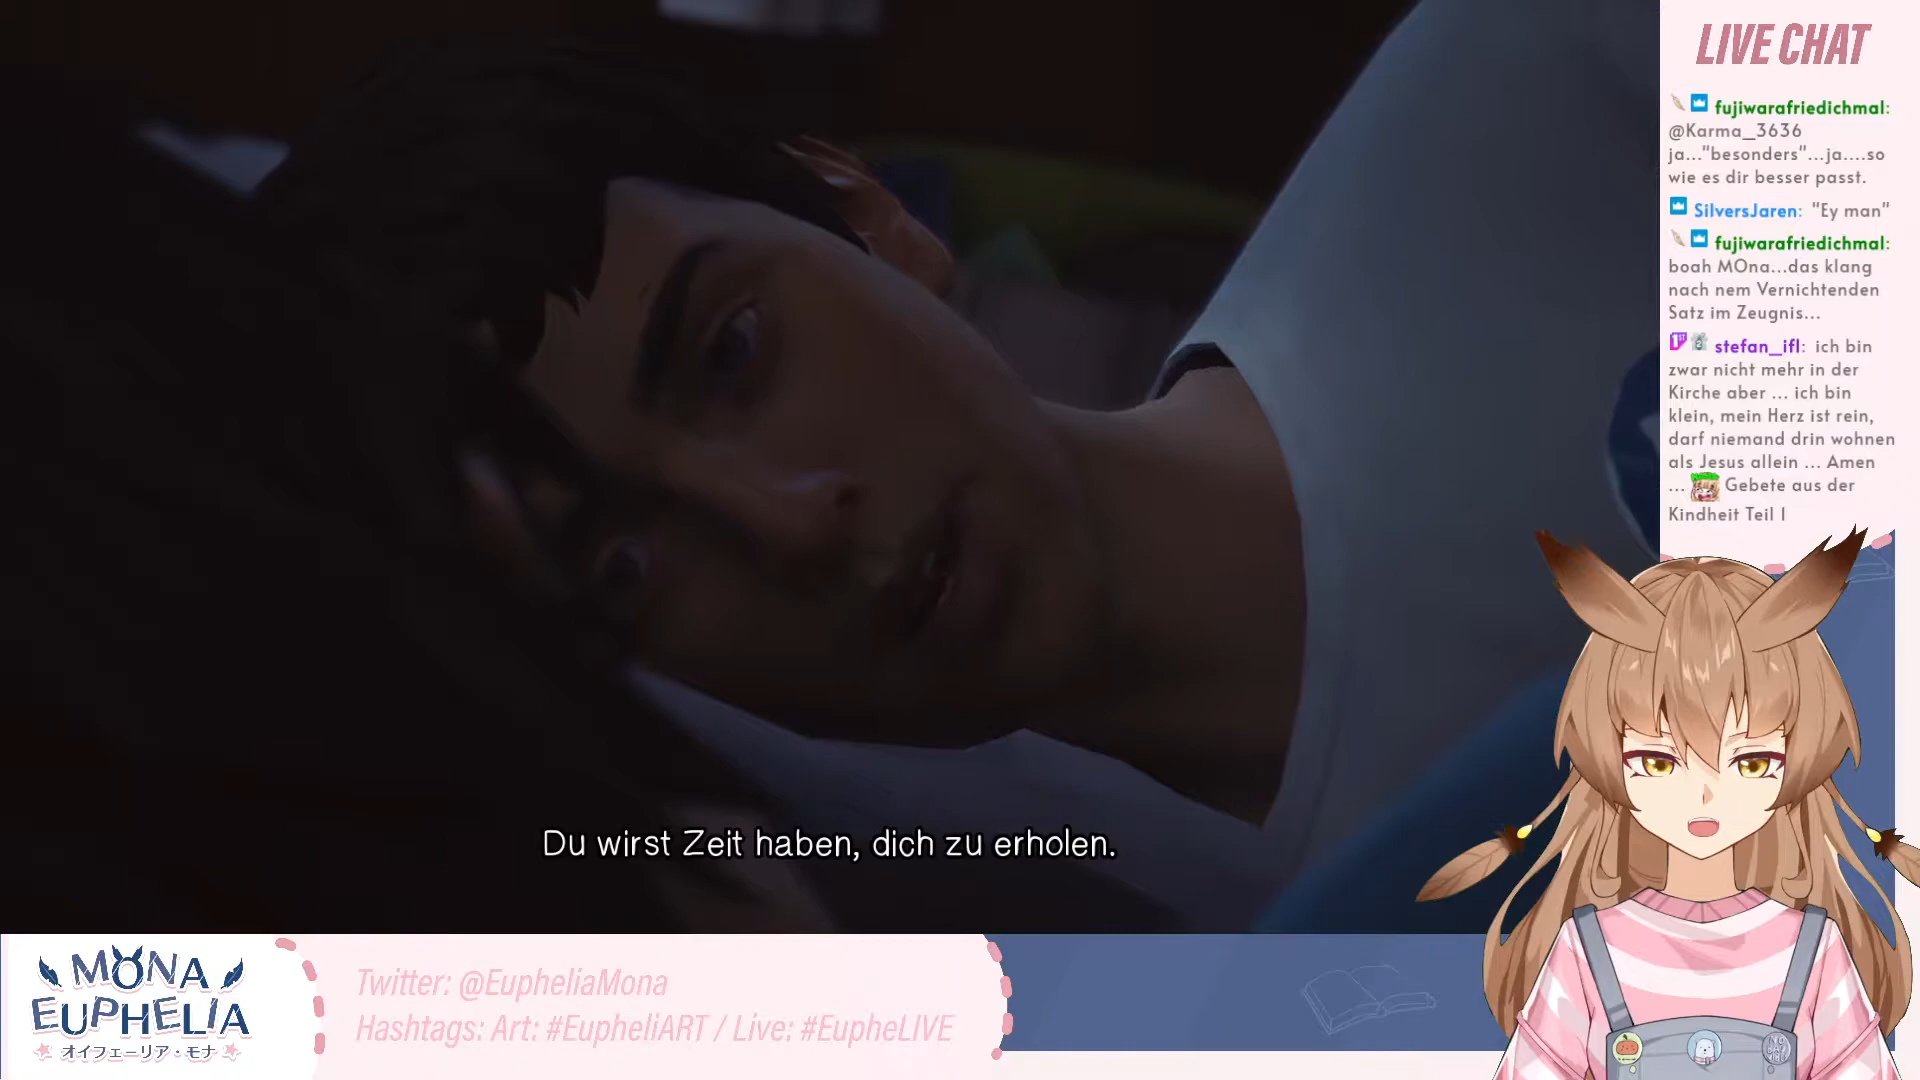 LIVE CHAT
fujiwarafriedichmal:
@Karma_3636
ja..."besonders"...ja....so
wie es dir besser passt.
SilversJaren: "Ey man"
fujiwarafriedichmal:
boah MOna...das klang
nach nem Vernichtenden
Satz im Zeugnis...
stefan_ifl: ich bin
zwar nicht mehr in der
Kirche aber ... ich bin
klein, mein Herz ist rein,
darf niemand drin wohnen
als Jesus allein ... Amen
... Gebete aus der
Kindheit Teil 1
Du wirst Zeit haben, dich zu erholen.
MONA
EUPHELIA
オイフェーリア・モナ
Twitter: @EupheliaMona
Hashtags: Art: #EupheliART / Live: #EupheLIVE